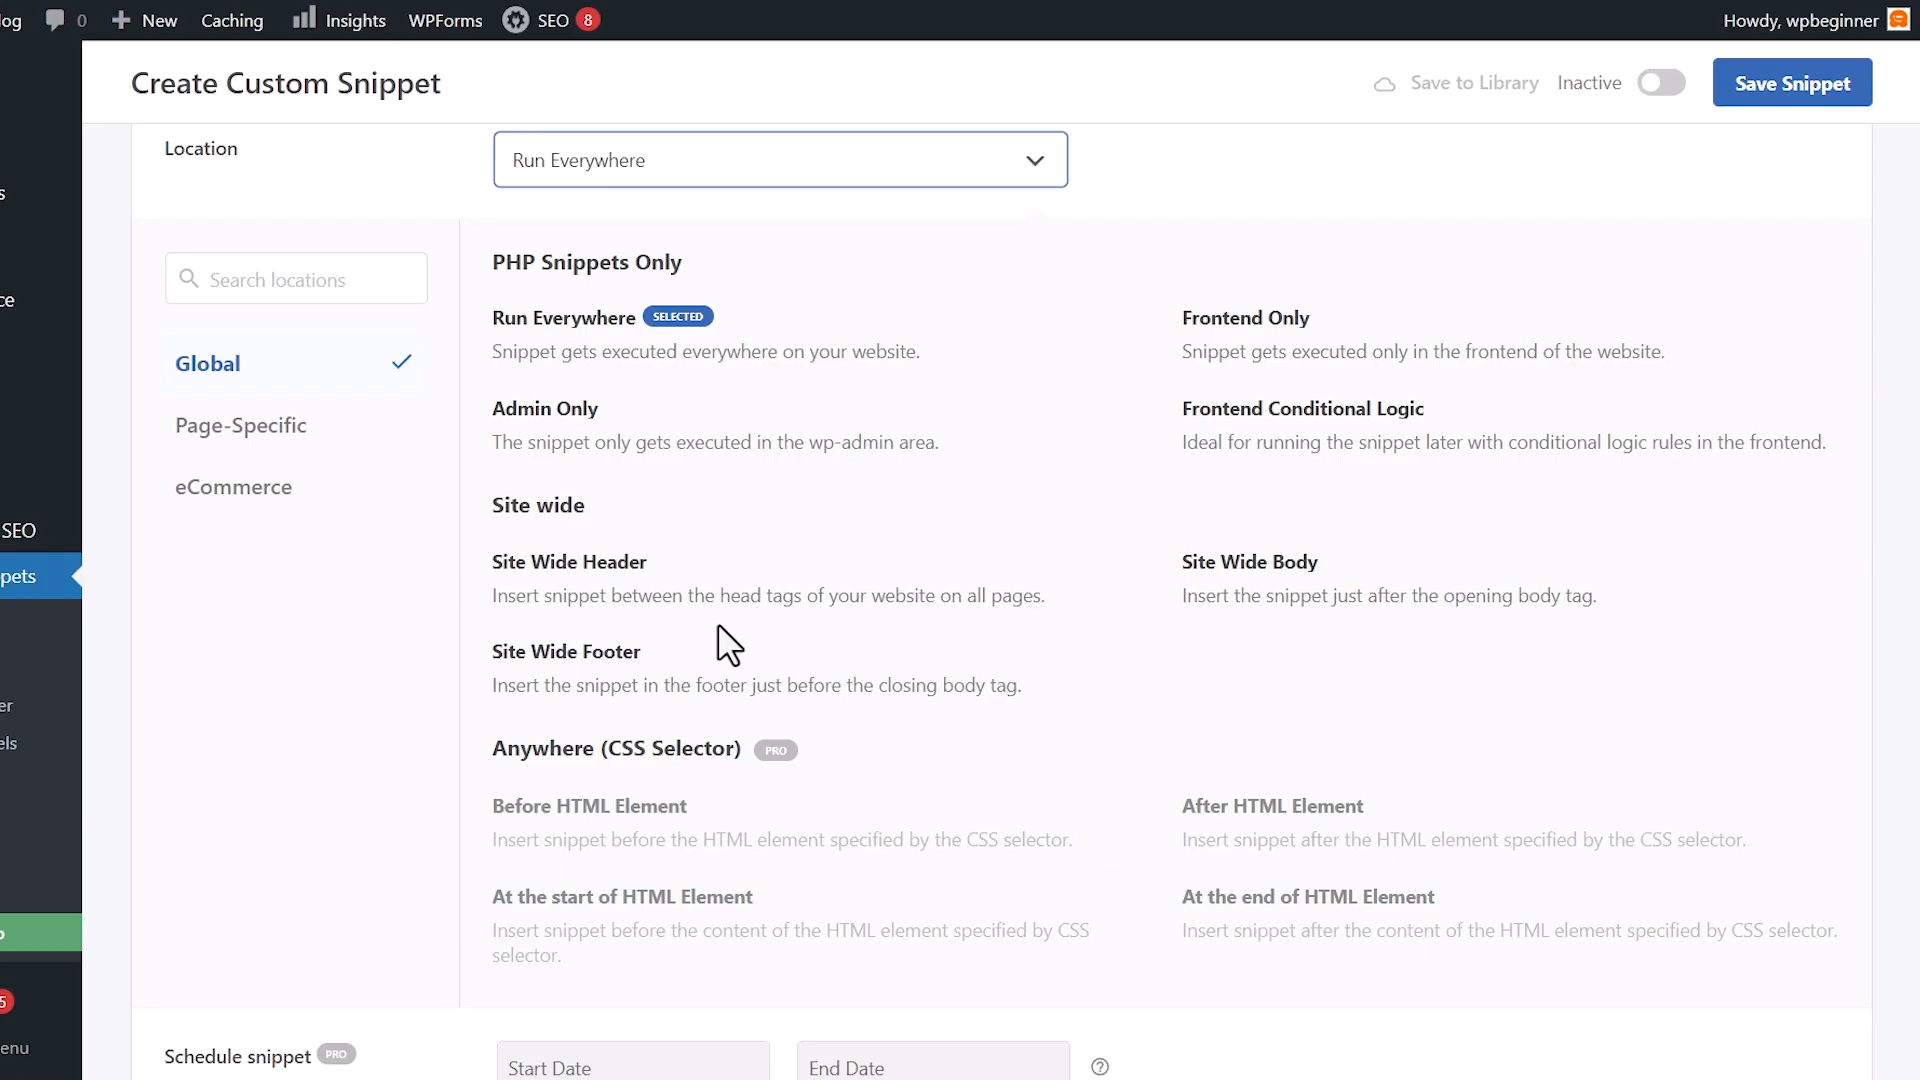 og 0 New Caching Insights WPForms SEO 8 Howdy, wpbeginner
Create Custom Snippet
Save to Library Inactive Save Snippet
Location
Run Everywhere
s
ce
SEO
pets
er
els
p
5
enu
Search locations
Global
Page-Specific
eCommerce
PHP Snippets Only
Run Everywhere SELECTED
Snippet gets executed everywhere on your website.
Frontend Only
Snippet gets executed only in the frontend of the website.
Admin Only
The snippet only gets executed in the wp-admin area.
Frontend Conditional Logic
Ideal for running the snippet later with conditional logic rules in the frontend.
Site wide
Site Wide Header
Insert snippet between the head tags of your website on all pages.
Site Wide Body
Insert the snippet just after the opening body tag.
Site Wide Footer
Insert the snippet in the footer just before the closing body tag.
Anywhere (CSS Selector) PRO
Before HTML Element
Insert snippet before the HTML element specified by the CSS selector.
After HTML Element
Insert snippet after the HTML element specified by the CSS selector.
At the start of HTML Element
Insert snippet before the content of the HTML element specified by CSS
selector.
At the end of HTML Element
Insert snippet after the content of the HTML element specified by CSS selector.
Schedule snippet PRO
Start Date
End Date